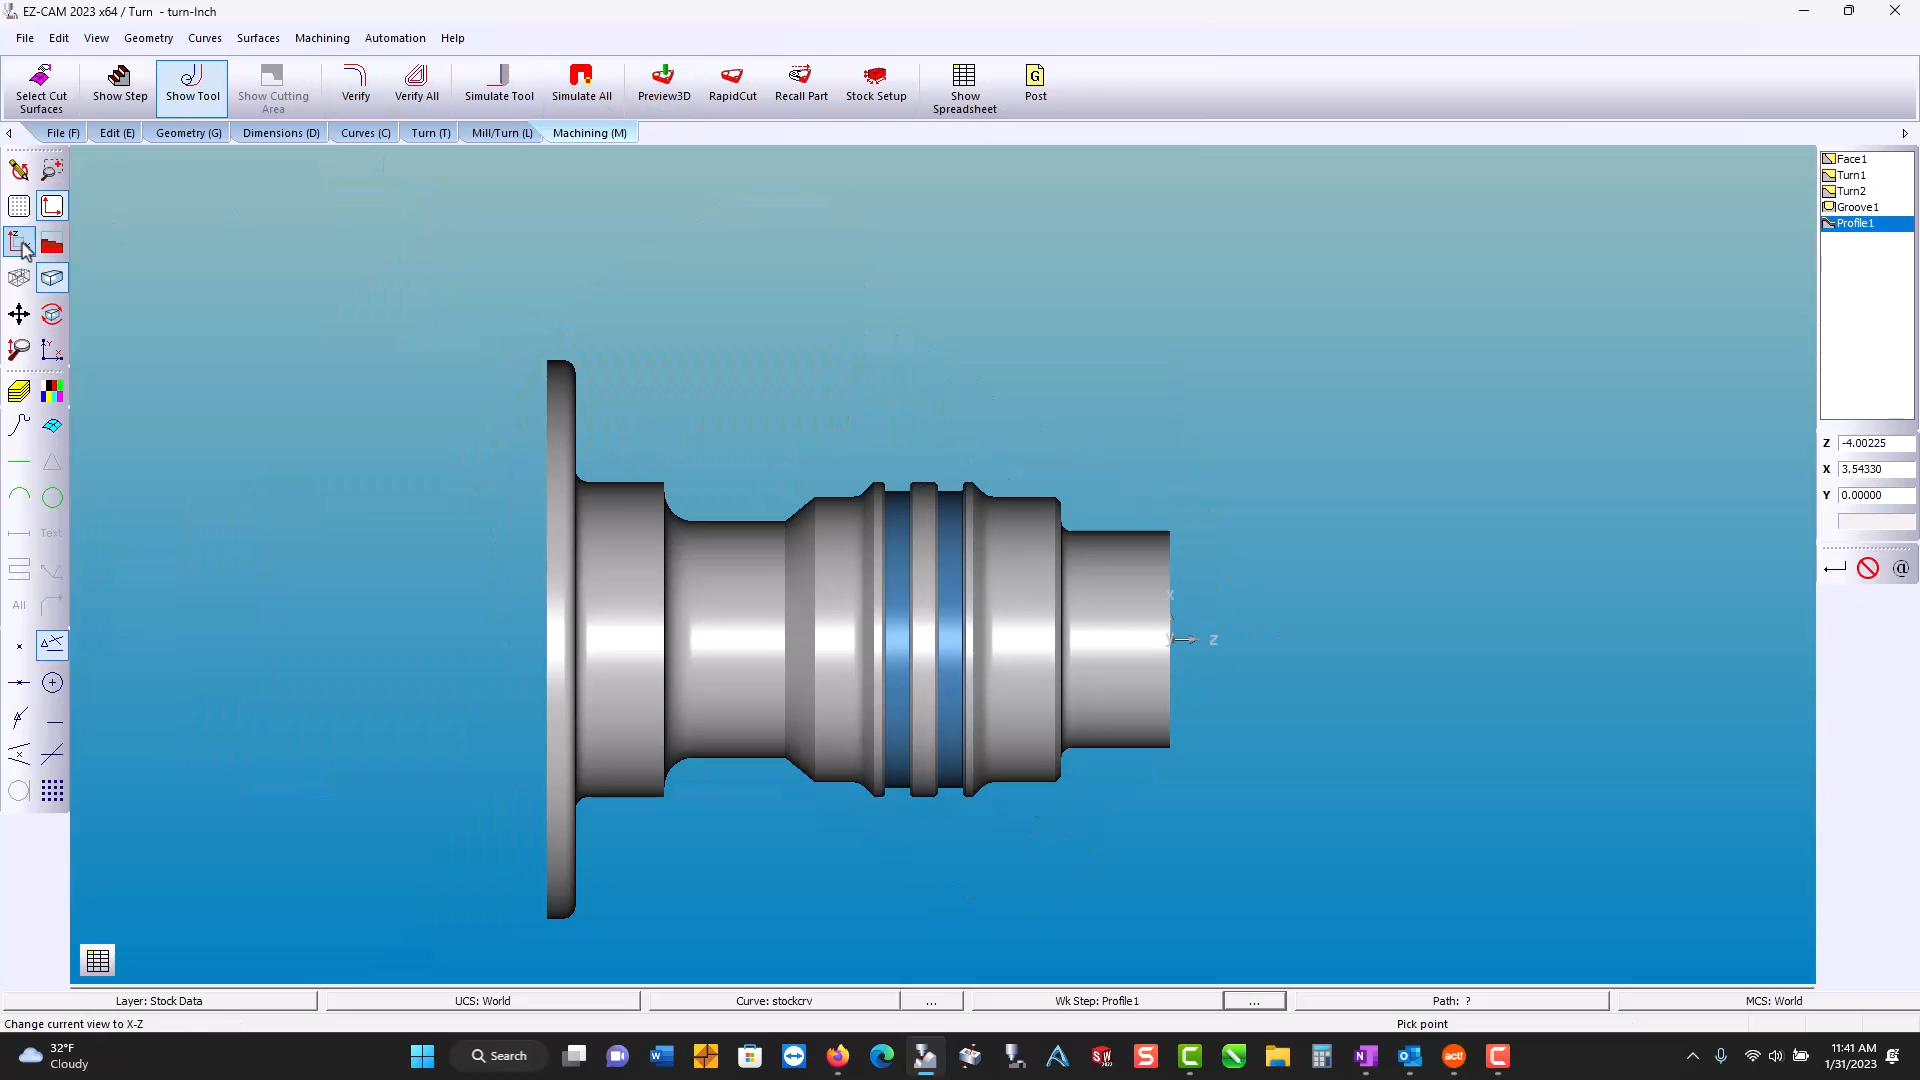 EZ-CAM 2023 x64 / Turn - turn-Inch
File Edit View Geometry Curves Surfaces Machining Automation Help
Select Cut Surfaces
Show Step
Show Tool
Show Cutting Area
Verify
Verify All
Simulate Tool
Simulate All
Preview3D
RapidCut
Recall Part
Stock Setup
Show Spreadsheet
G
Post
File (F) Edit (E) Geometry (G) Dimensions (D) Curves (C) Turn (T) Mill/Turn (L) Machining (M)
Face1
Turn1
Turn2
Groove1
Profile1
Z -4.00225
X 3.54330
Y 0.00000
@
Text
All
X
y z
Layer: Stock Data UCS: World Curve: stockcrv ... Wk Step: Profile1 ... Path: ? MCS: World
Change current view to X-Z Pick point
32°F
Cloudy
Search
act!
11:41 AM
1/31/2023